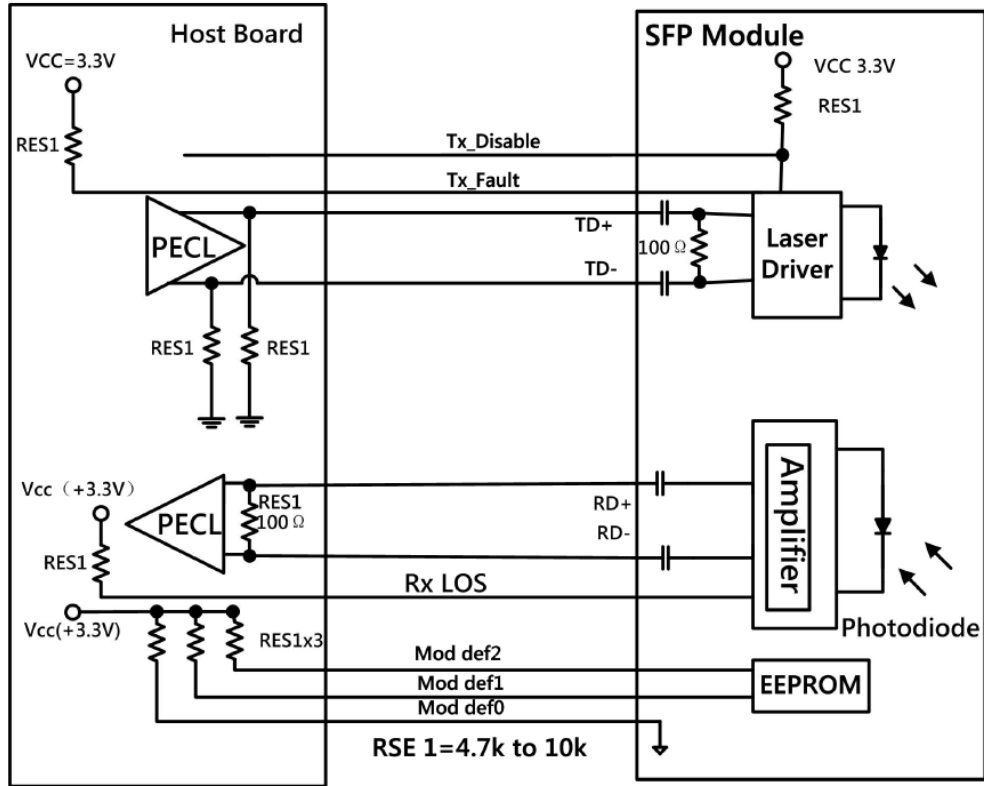 Host Board
SFP Module
VCC=3.3V
VCC 3.3V
RES1
RES1
Tx_Disable
Tx_Fault
PECL
TD+
100Ω
TD-
Laser
Driver
RES1
RES1
Vcc（+3.3V）
PECL
RES1
100Ω
RD+
RD-
Amplifier
RES1
Rx LOS
Vcc(+3.3V)
RES1x3
Photodiode
Mod def2
Mod def1
Mod def0
EEPROM
RSE 1=4.7k to 10k